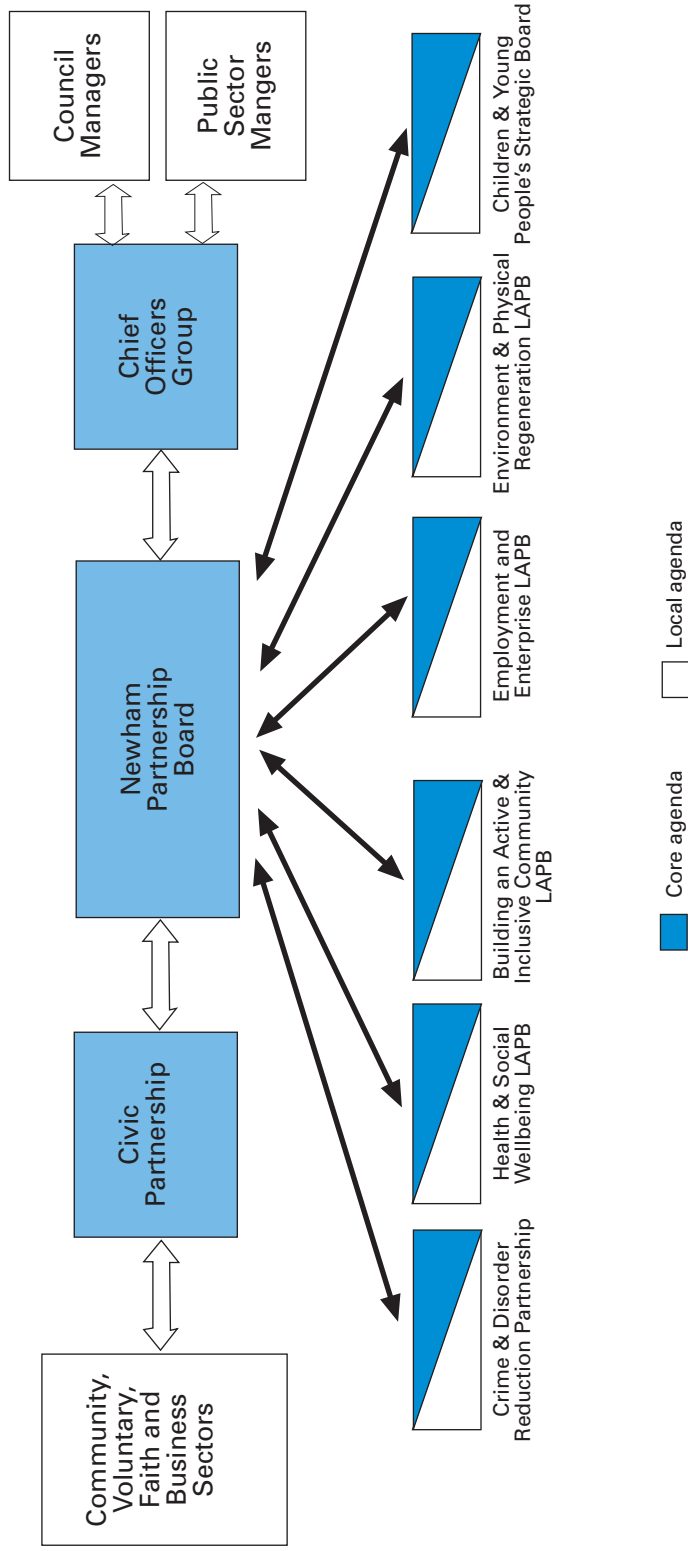 Community,
Voluntary,
Faith and
Business
Sectors
Civic
Partnership
Newham
Partnership
Board
Chief
Officers
Group
Council
Managers
Public
Sector
Mangers
Crime & Disorder
Reduction Partnership
Health & Social
Wellbeing LAPB
Building an Active &
Inclusive Community
LAPB
Employment and
Enterprise LAPB
Environment & Physical
Regeneration LAPB
Children & Young
People's Strategic Board
Core agenda
Local agenda